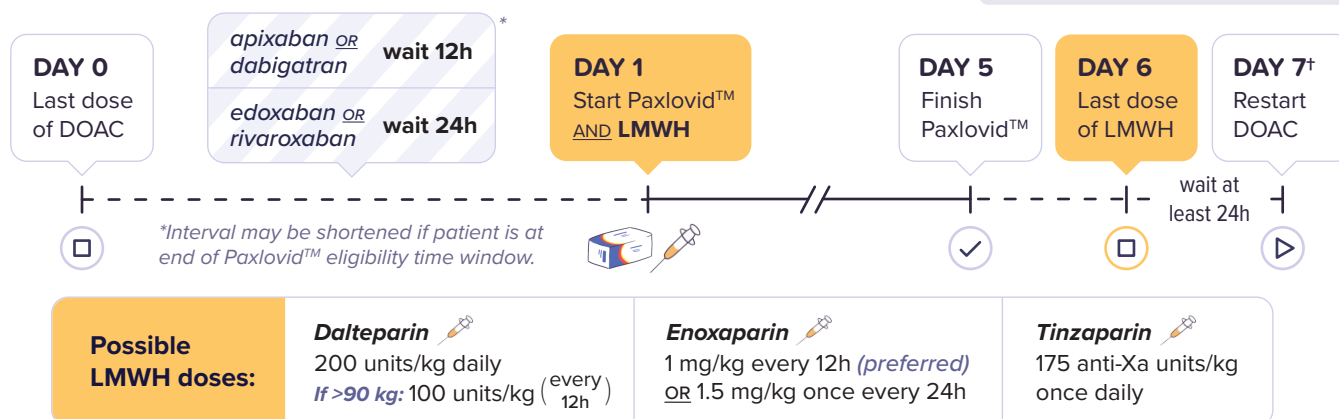 DAY 0
Last dose
of DOAC
apixaban OR
dabigatran
wait 12h
*
edoxaban OR
rivaroxaban
wait 24h
DAY 1
Start Paxlovid™
AND LMWH
DAY 5
Finish
Paxlovid™
DAY 6
Last dose
of LMWH
DAY 7†
Restart
DOAC
wait at
least 24h
*Interval may be shortened if patient is at
end of Paxlovid™ eligibility time window.
Possible
LMWH doses:
Dalteparin
200 units/kg daily
If >90 kg: 100 units/kg (every
12h)
Enoxaparin
1 mg/kg every 12h (preferred)
OR 1.5 mg/kg once every 24h
Tinzaparin
175 anti-Xa units/kg
once daily